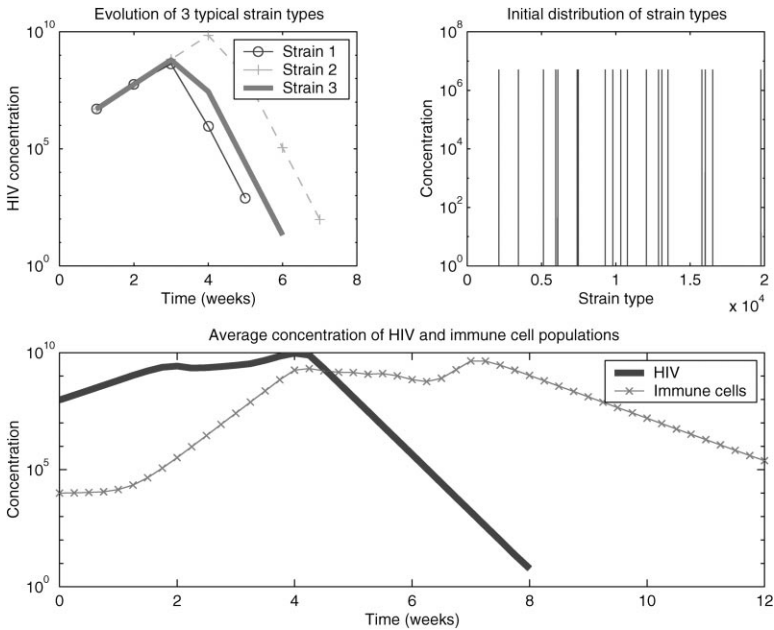 Evolution of 3 typical strain types
HIV concentration
10^10
10^5
10^0
Strain 1
Strain 2
Strain 3
0 2 4 6 8
Time (weeks)
Initial distribution of strain types
Concentration
10^8
10^6
10^4
10^2
10^0
0 0.5 1 1.5 2
Strain type
x 10^4
Average concentration of HIV and immune cell populations
Concentration
10^10
10^5
10^0
HIV
Immune cells
0 2 4 6 8 10 12
Time (weeks)